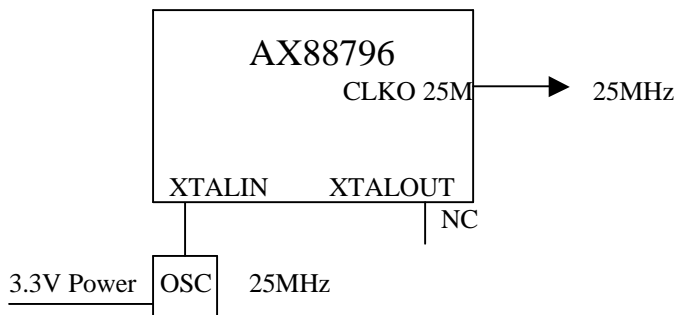 AX88796
CLKO 25M 25MHz
XTALIN XTALOUT
NC
3.3V Power OSC 25MHz